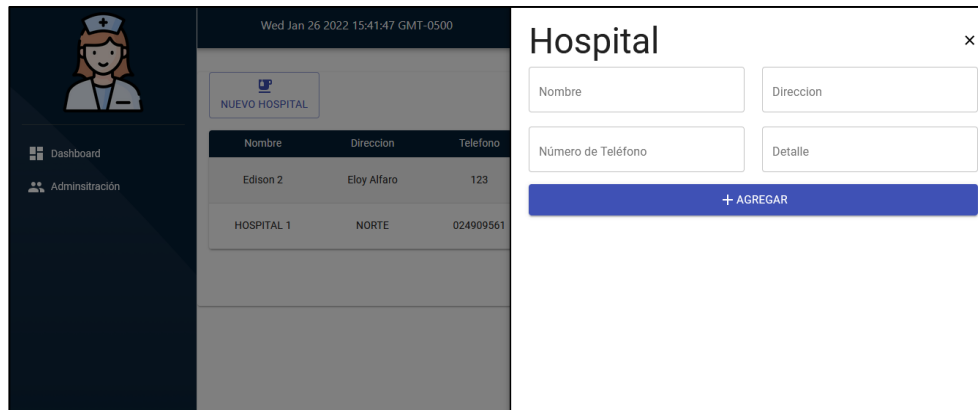 Wed Jan 26 2022 15:41:47 GMT-0500
NUEVO HOSPITAL
Dashboard
Adminsitración
Nombre Direccion Telefono
Edison 2 Eloy Alfaro 123
HOSPITAL 1 NORTE 024909561
Hospital
×
Nombre
Direccion
Número de Teléfono
Detalle
+ AGREGAR